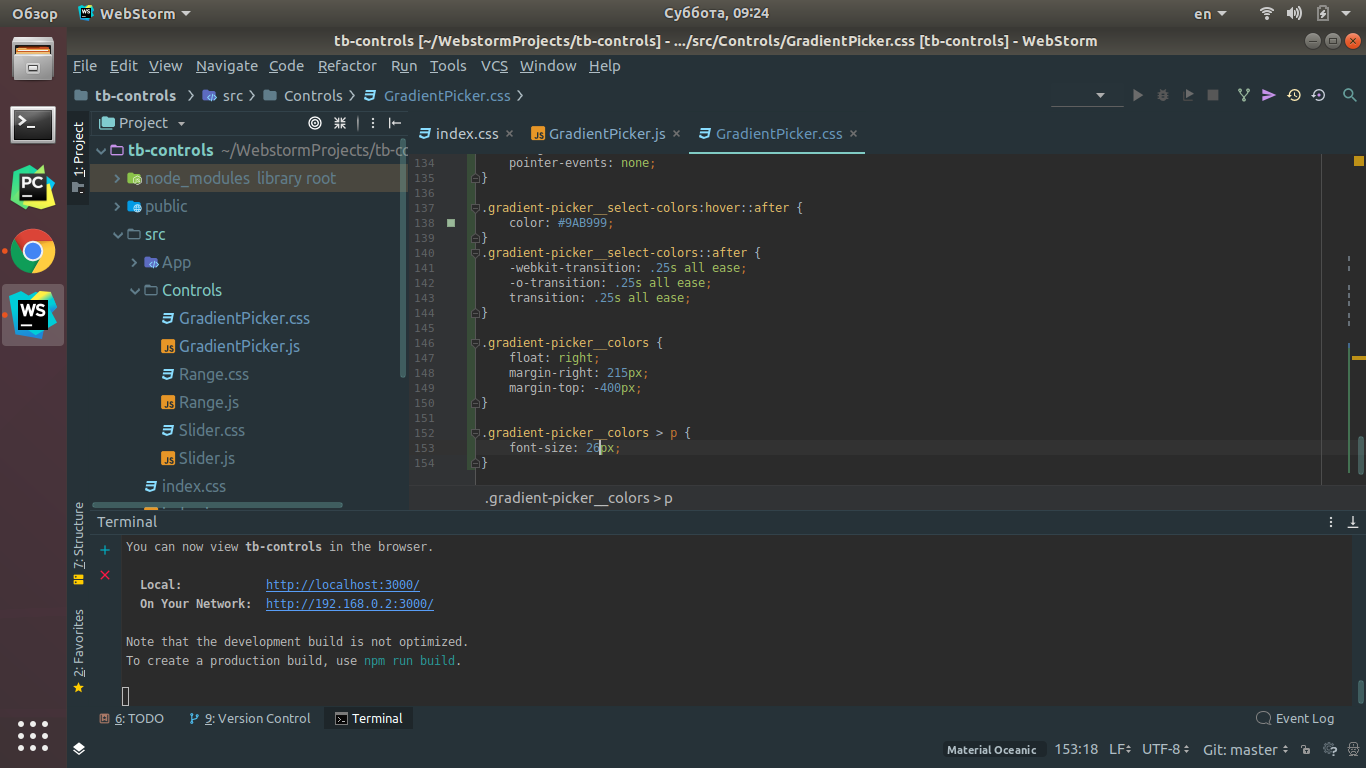 Обзор WebStorm Суббота, 09:24 en
tb-controls [~/WebstormProjects/tb-controls] - .../src/Controls/GradientPicker.css [tb-controls] - WebStorm
File Edit View Navigate Code Refactor Run Tools VCS Window Help
tb-controls src Controls GradientPicker.css
1: Project
Project
tb-controls ~/WebstormProjects/tb-cc
node_modules library root
public
src
App
Controls
GradientPicker.css
GradientPicker.js
Range.css
Range.js
Slider.css
Slider.js
index.css
index.css GradientPicker.js GradientPicker.css
134 pointer-events: none;
135 }
136
137 .gradient-picker__select-colors:hover::after {
138 color: #9AB999;
139 }
140 .gradient-picker__select-colors::after {
141 -webkit-transition: .25s all ease;
142 -o-transition: .25s all ease;
143 transition: .25s all ease;
144 }
145
146 .gradient-picker__colors {
147 float: right;
148 margin-right: 215px;
149 margin-top: -400px;
150 }
151
152 .gradient-picker__colors > p {
153 font-size: 26px;
154 }
.gradient-picker__colors > p
7: Structure
2: Favorites
Terminal
You can now view tb-controls in the browser.
Local: http://localhost:3000/
On Your Network: http://192.168.0.2:3000/
Note that the development build is not optimized.
To create a production build, use npm run build.
6: TODO 9: Version Control Terminal Event Log
Material Oceanic 153:18 LF UTF-8 Git: master
PC
WS